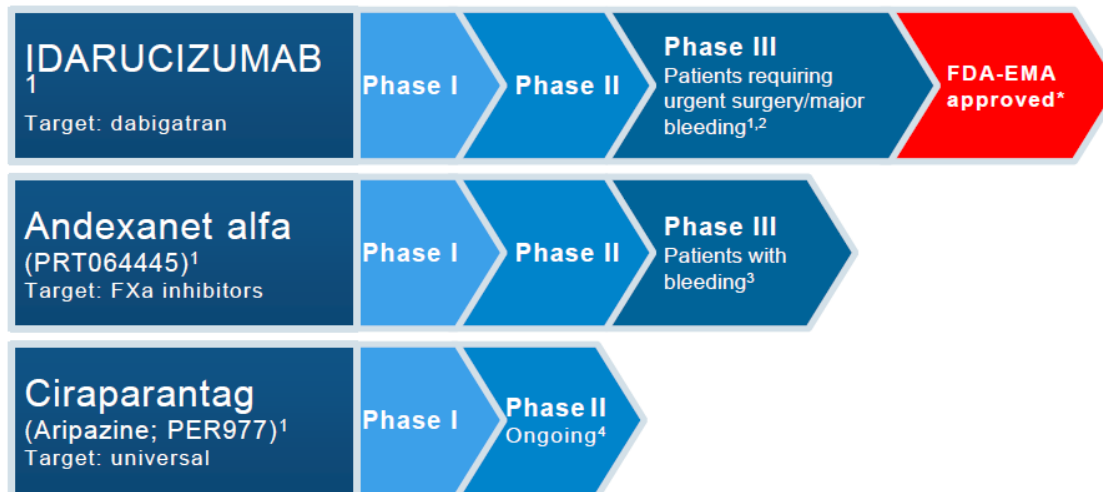 IDARUCIZUMAB
1
Target: dabigatran
Phase I
Phase II
Phase III
Patients requiring
urgent surgery/major
bleeding1,2
FDA-EMA
approved*
Andexanet alfa
(PRT064445)1
Target: FXa inhibitors
Phase I
Phase II
Phase III
Patients with
bleeding3
Ciraparantag
(Aripazine; PER977)1
Target: universal
Phase I
Phase II
Ongoing4